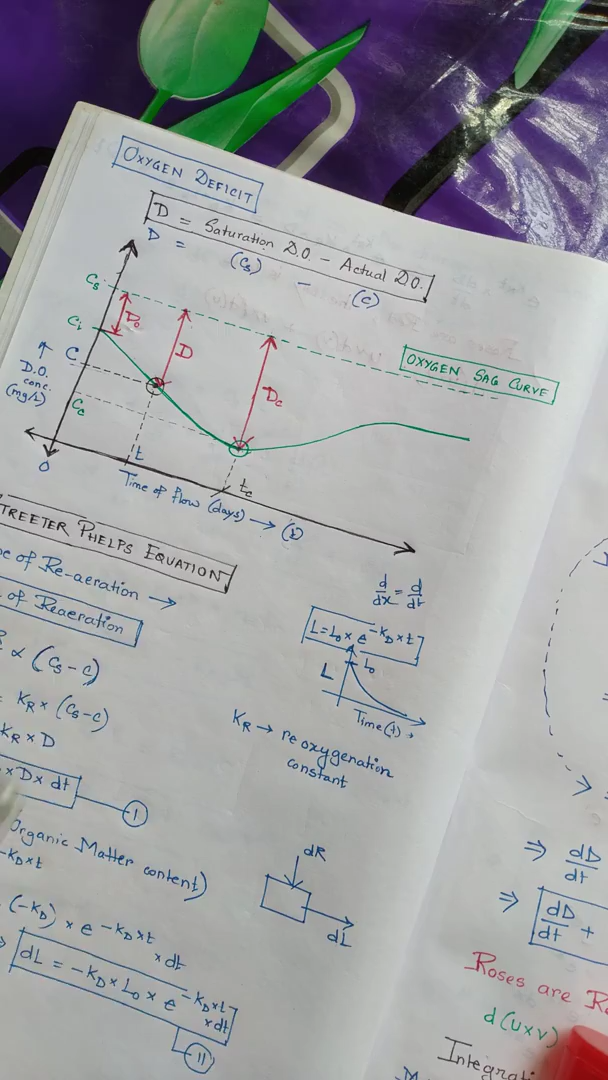 OXYGEN DEFICIT
D = Saturation D.O. - Actual D.O.
D = (Cs) - (C)
Cs
Ci
Do
D
Dc
OXYGEN SAG CURVE
C
D.O. conc. (mg/L)
Cc
O
t
tc
Time of flow (days) → (t)
STREETER PHELPS EQUATION
of Re-aeration →
of Reaeration
∝ (Cs - C)
= KR × (Cs - C)
KR × D
× D × dt
1
d/dx = d/dt
L = Lo × e^-KD×t
L
Lo
Time (t) →
KR → reoxygenation
constant
Organic Matter content)
-KD×t
(-KD) × e^-KD×t × dt
dL = -KD × Lo × e^-KD×t × dt
11
dR
dL
⇒ dD/dt
⇒ dD/dt +
Roses are
d(U×V)